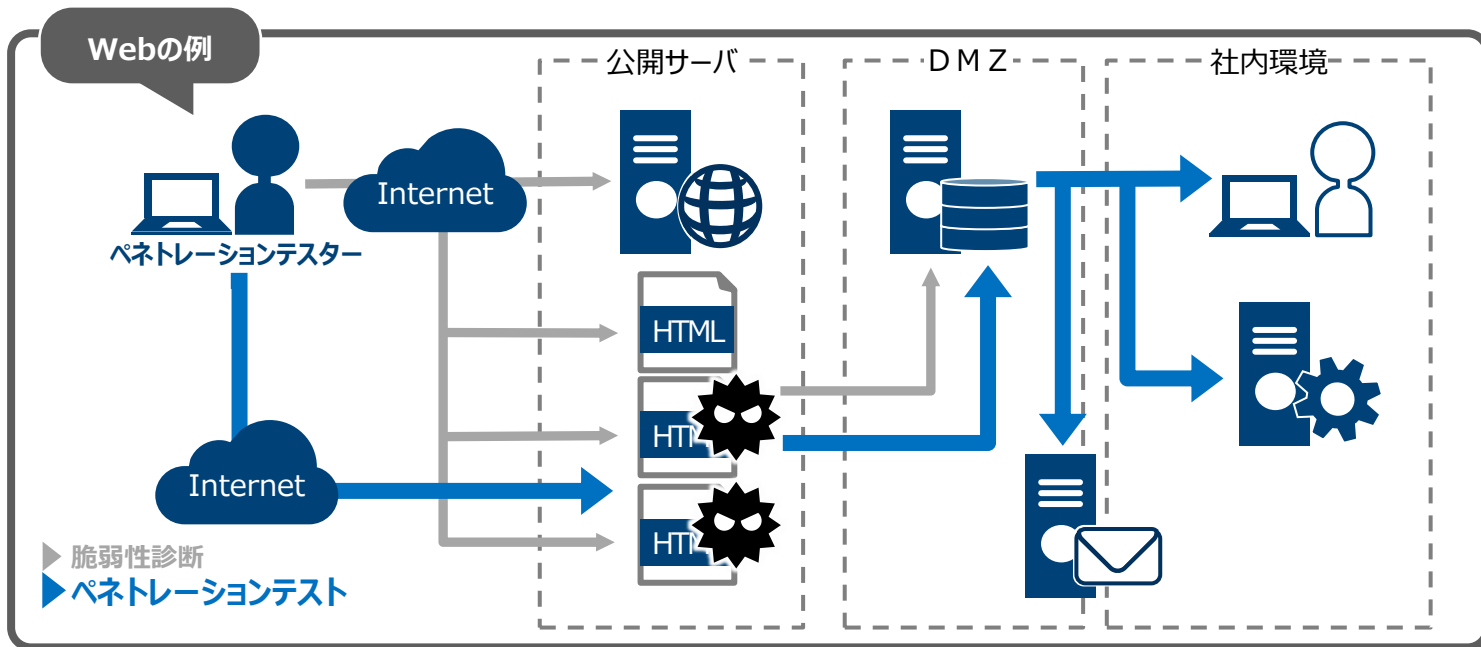 Webの例
公開サーバ
ＤＭＺ
社内環境
Internet
ペネトレーションテスター
HTML
HTML
Internet
HTML
脆弱性診断
ペネトレーションテスト